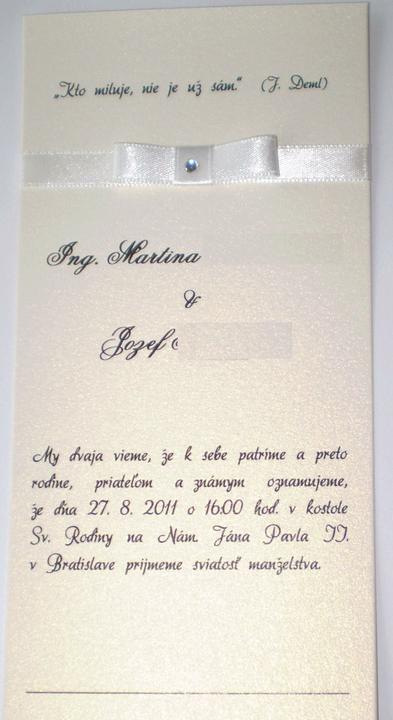 „Kto miluje, nie je už sám.“ (J. Deml)
Ing. Martina
&
Jozef
My dvaja vieme, že k sebe patríme a preto
rodine, priateľom a známym oznamujeme,
že dňa 27. 8. 2011 o 16:00 hod. v kostole
Sv. Rodiny na Nám. Jána Pavla II.
v Bratislave prijmeme sviatosť manželstva.